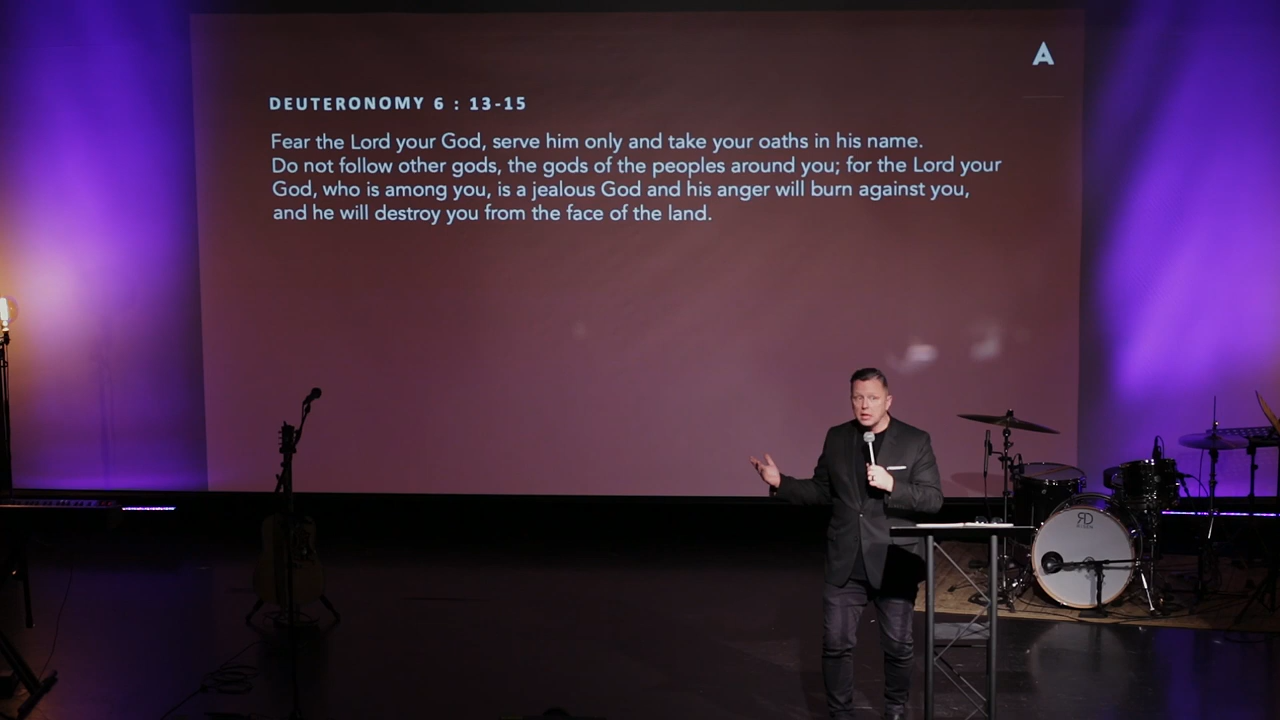 A
DEUTERONOMY 6 : 13-15
Fear the Lord your God, serve him only and take your oaths in his name.
Do not follow other gods, the gods of the peoples around you; for the Lord your
God, who is among you, is a jealous God and his anger will burn against you,
and he will destroy you from the face of the land.